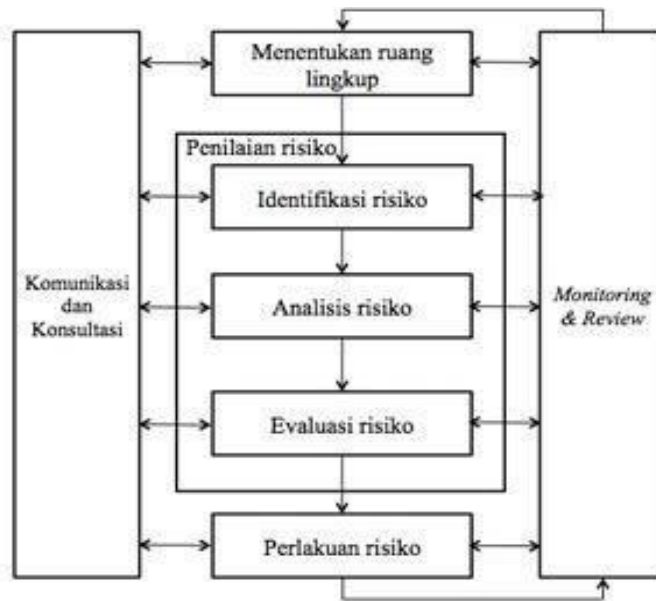 Menentukan ruang
lingkup
Penilaian risiko
Identifikasi risiko
Komunikasi
dan
Konsultasi
Analisis risiko
Monitoring
& Review
Evaluasi risiko
Perlakuan risiko